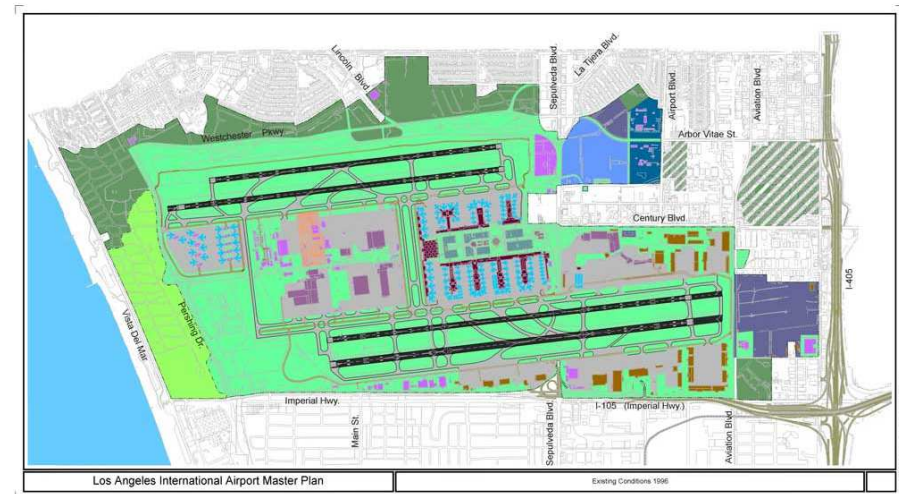 Lincoln Blvd.
Sepulveda Blvd.
La Tijera Blvd.
Airport Blvd.
Aviation Blvd.
Westchester Pkwy
Arbor Vitae St.
Century Blvd.
I-405
Pershing Dr.
Vista Del Mar
Imperial Hwy.
I-105 (Imperial Hwy.)
Main St.
Sepulveda Blvd.
Aviation Blvd.
Los Angeles International Airport Master Plan
Existing Conditions 1996